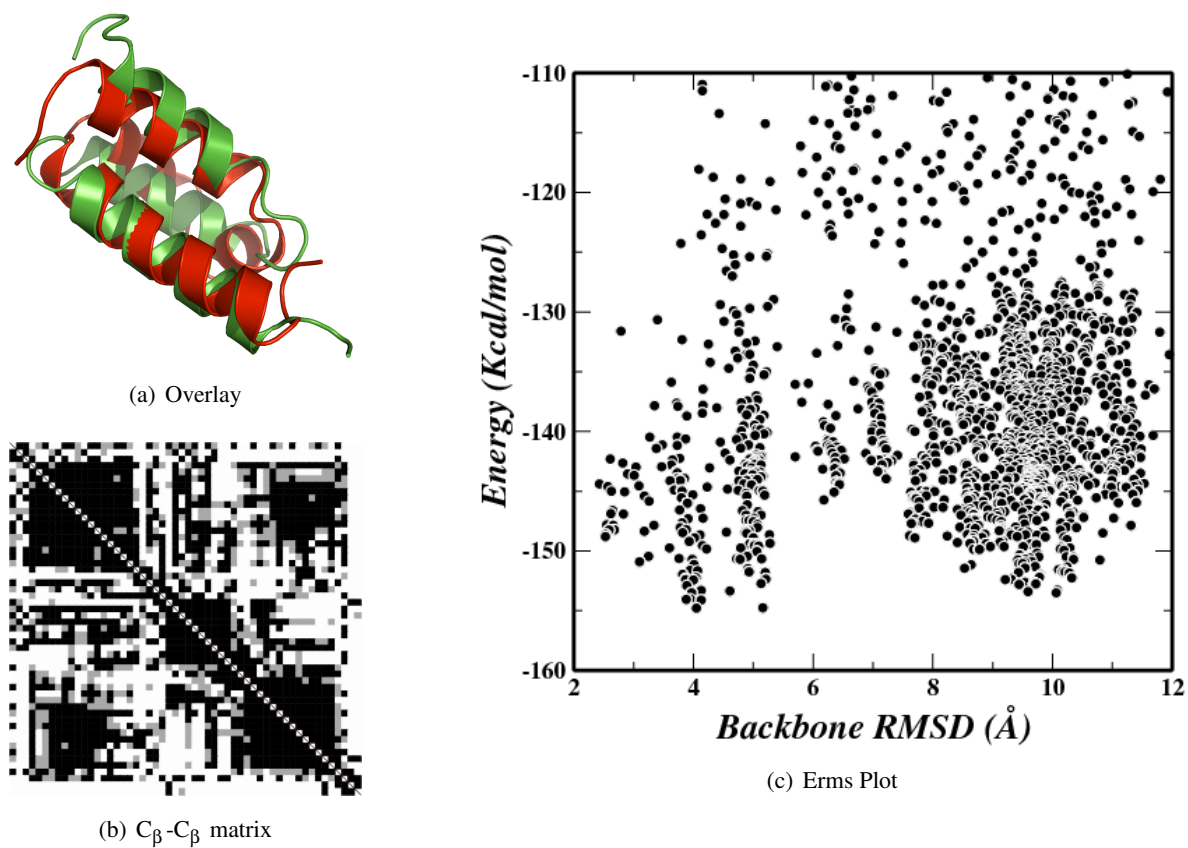 (a) Overlay
(b) Cβ-Cβ matrix
-110
-120
-130
-140
-150
-160
Energy (Kcal/mol)
2 4 6 8 10 12
Backbone RMSD (Å)
(c) Erms Plot